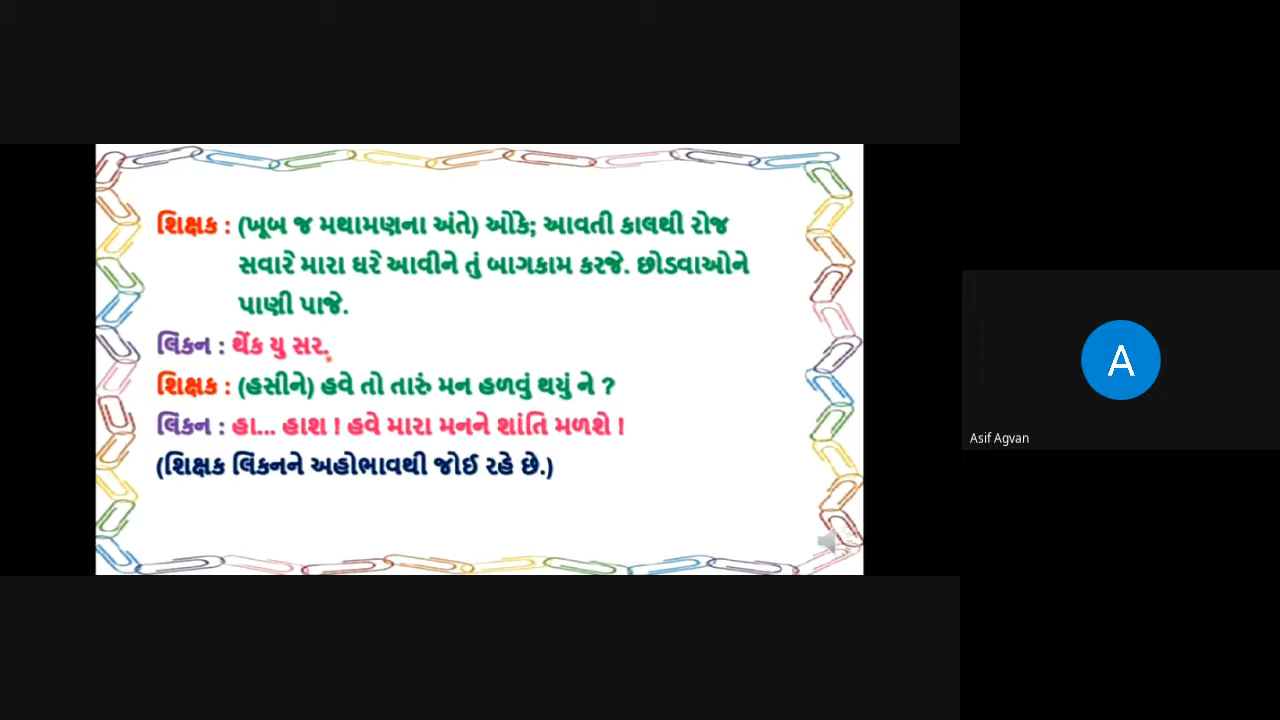 શિક્ષક : (ખૂબ જ મથામણના અંતે) ઓકે; આવતી કાલથી રોજ
સવારે મારા ઘરે આવીને તું બાગકામ કરજે. છોડવાઓને
પાણી પાજે.
લિંકન : થેંક યુ સર.
શિક્ષક : (હસીને) હવે તો તારું મન હળવું થયું ને ?
લિંકન : હા... હાશ ! હવે મારા મનને શાંતિ મળશે !
(શિક્ષક લિંકનને અહોભાવથી જોઈ રહે છે.)
A
Asif Agvan